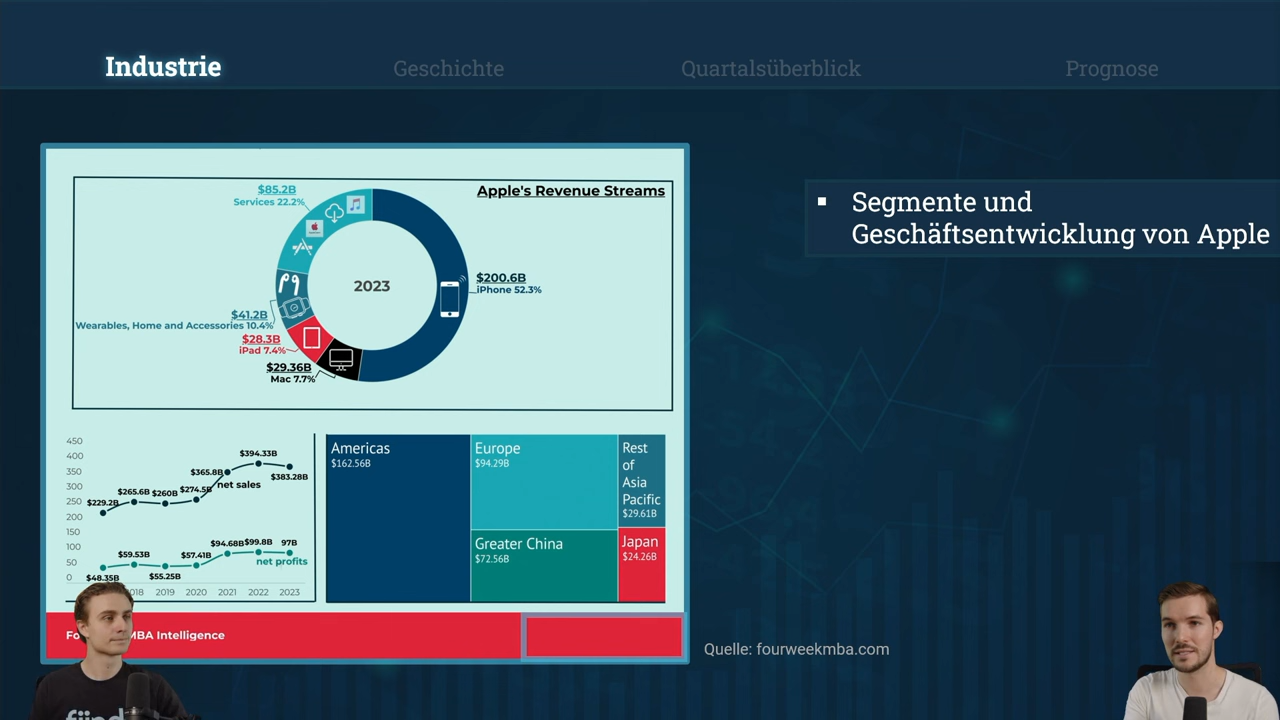 Industrie
Geschichte
Quartalsüberblick
Prognose
Apple's Revenue Streams
$85.2B
Services 22.2%
2023
$200.6B
iPhone 52.3%
$41.2B
Wearables, Home and Accessories 10.4%
$28.3B
iPad 7.4%
$29.36B
Mac 7.7%
Segmente und
Geschäftsentwicklung von Apple
450
400
350
300
250
200
150
100
50
0
$229.2B
$265.6B
$260B
$274.5B
$365.8B
$394.33B
$383.28B
net sales
$48.35B
$59.53B
$55.25B
$57.41B
$94.68B
$99.8B
97B
net profits
2019
2020
2021
2022
2023
Americas
$162.56B
Europe
$94.29B
Greater China
$72.56B
Rest
of
Asia
Pacific
$29.61B
Japan
$24.26B
MBA Intelligence
Quelle: fourweekmba.com